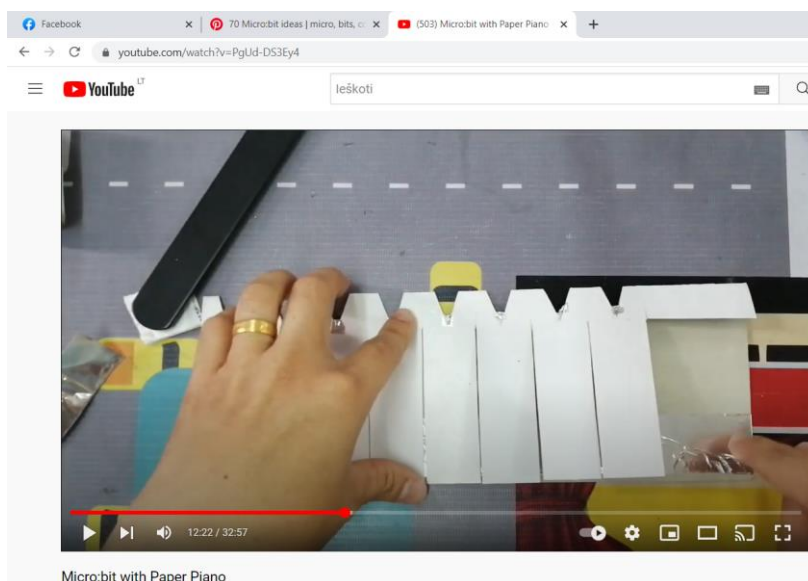 Facebook
70 Micro:bit ideas | micro, bits, c
(503) Micro:bit with Paper Piano
youtube.com/watch?v=PgUd-DS3Ey4
YouTube LT
Ieškoti
12:22 / 32:57
Micro:bit with Paper Piano